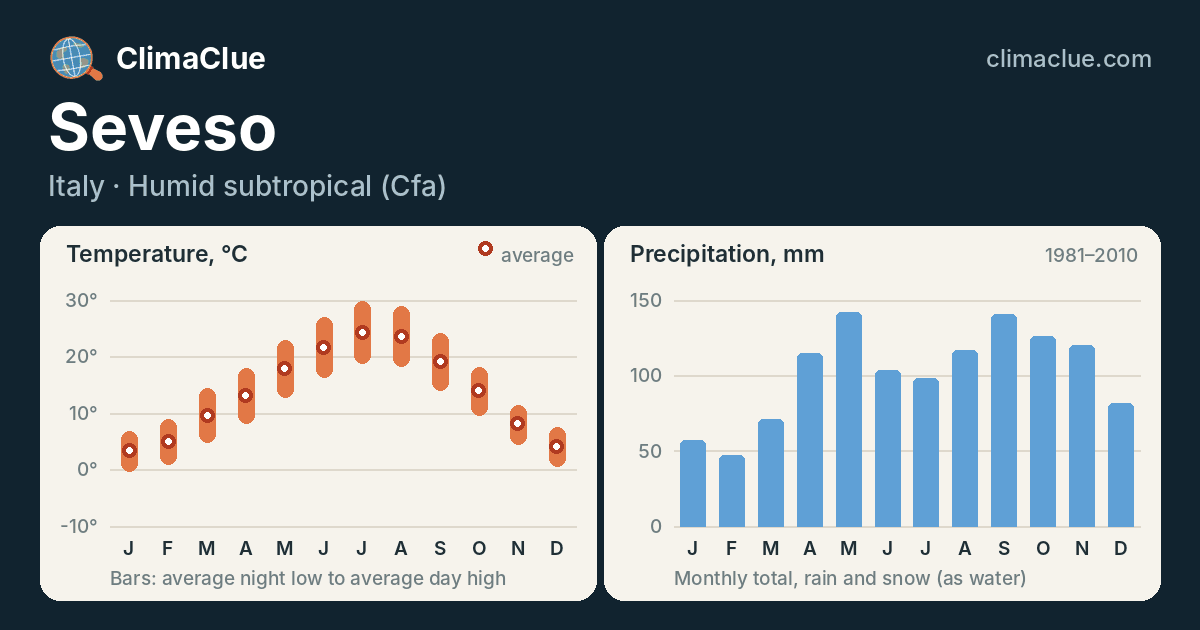 ClimaClue
climaclue.com
Seveso
Italy · Humid subtropical (Cfa)
Temperature, °C
average
30°
20°
10°
0°
-10°
J F M A M J J A S O N D
Bars: average night low to average day high
Precipitation, mm
1981–2010
150
100
50
0
J F M A M J J A S O N D
Monthly total, rain and snow (as water)